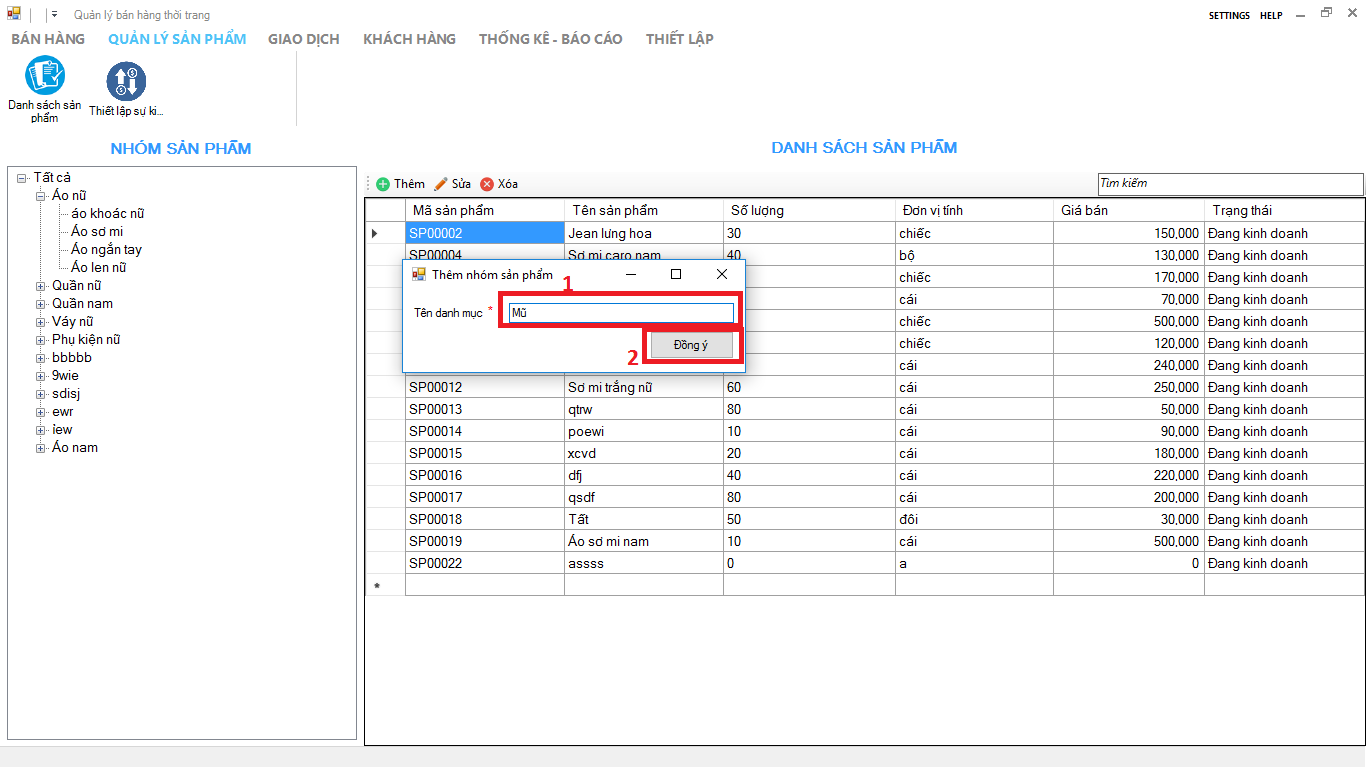 Quản lý bán hàng thời trang
SETTINGS HELP
BÁN HÀNG QUẢN LÝ SẢN PHẨM GIAO DỊCH KHÁCH HÀNG THỐNG KÊ - BÁO CÁO THIẾT LẬP
Danh sách sản phẩm
Thiết lập sự ki...
NHÓM SẢN PHẨM
DANH SÁCH SẢN PHẨM
Tất cả
Áo nữ
áo khoác nữ
Áo sơ mi
Áo ngắn tay
Áo len nữ
Quần nữ
Quần nam
Váy nữ
Phụ kiện nữ
bbbbb
9wie
sdisj
ewr
iew
Áo nam
Thêm Sửa Xóa
Tìm kiếm
Mã sản phẩm Tên sản phẩm Số lượng Đơn vị tính Giá bán Trạng thái
SP00002 Jean lưng hoa 30 chiếc 150,000 Đang kinh doanh
SP00004 Sơ mi caro nam 40 bộ 130,000 Đang kinh doanh
chiếc 170,000 Đang kinh doanh
cái 70,000 Đang kinh doanh
chiếc 500,000 Đang kinh doanh
chiếc 120,000 Đang kinh doanh
cái 240,000 Đang kinh doanh
SP00012 Sơ mi trắng nữ 60 cái 250,000 Đang kinh doanh
SP00013 qtrw 80 cái 50,000 Đang kinh doanh
SP00014 poewi 10 cái 90,000 Đang kinh doanh
SP00015 xcvd 20 cái 180,000 Đang kinh doanh
SP00016 dfj 40 cái 220,000 Đang kinh doanh
SP00017 qsdf 80 cái 200,000 Đang kinh doanh
SP00018 Tất 50 đôi 30,000 Đang kinh doanh
SP00019 Áo sơ mi nam 10 cái 500,000 Đang kinh doanh
SP00022 assss 0 a 0 Đang kinh doanh
*
Thêm nhóm sản phẩm
1
Tên danh mục * Mũ
2
Đồng ý